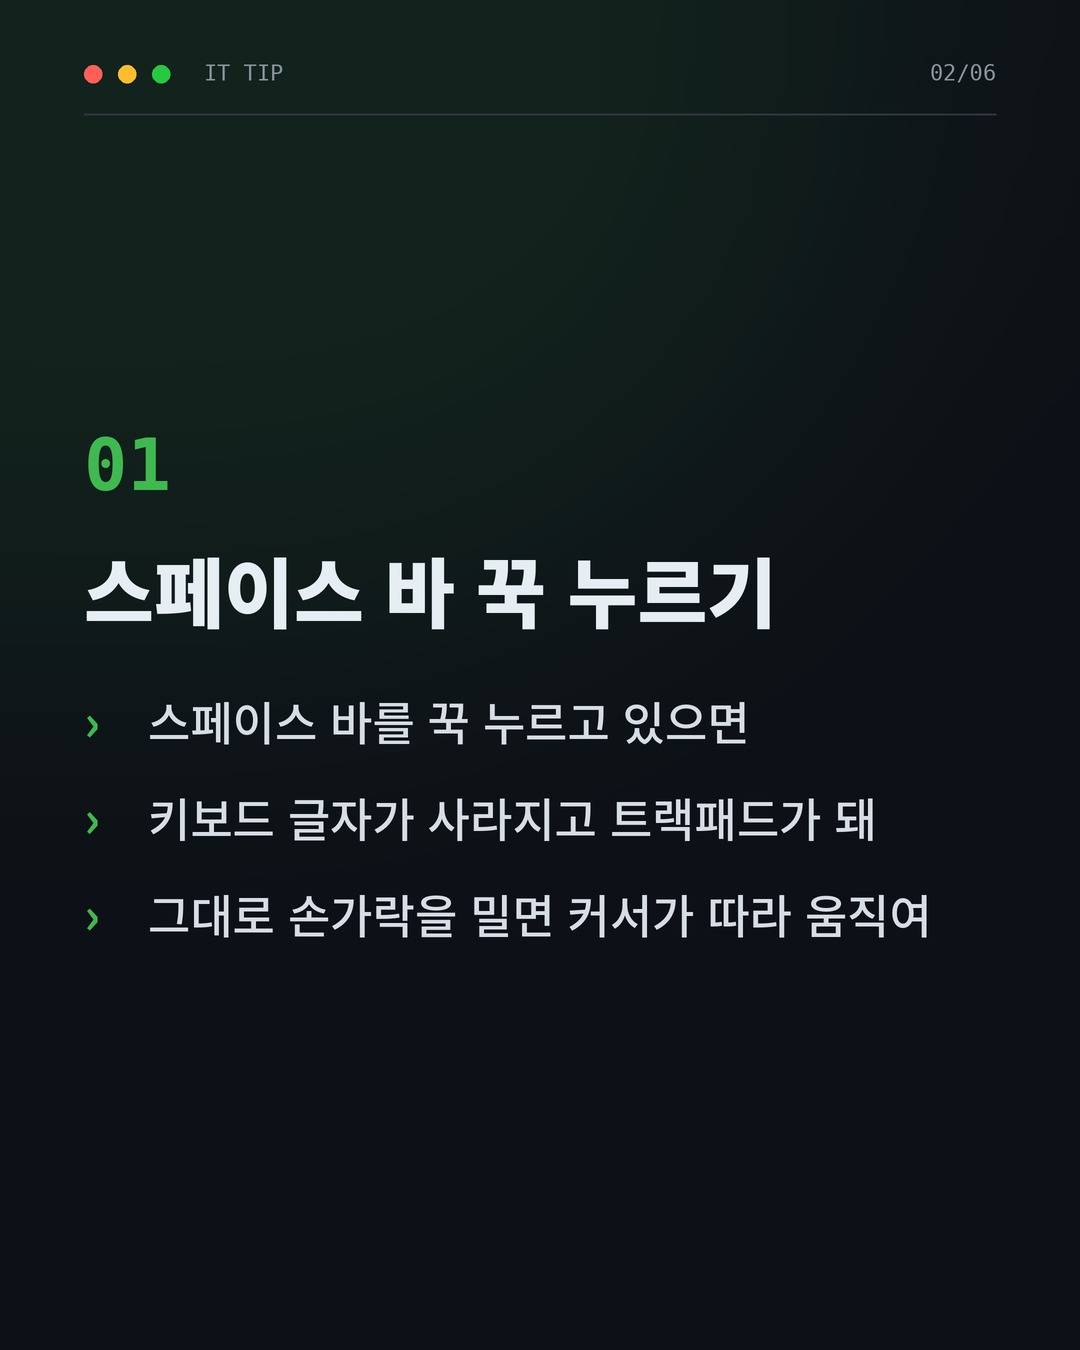 IT TIP 02/06
01
스페이스 바 꾹 누르기
› 스페이스 바를 꾹 누르고 있으면
› 키보드 글자가 사라지고 트랙패드가 돼
› 그대로 손가락을 밀면 커서가 따라 움직여